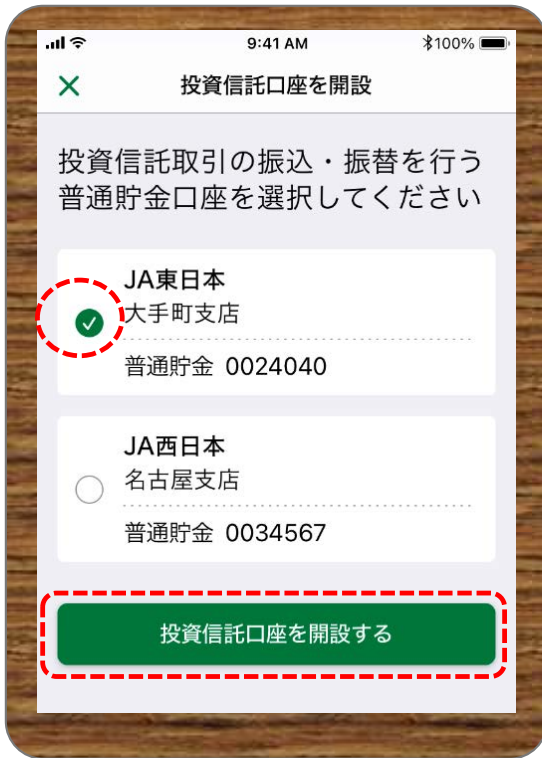 9:41 AM
100%
投資信託口座を開設
投資信託取引の振込・振替を行う
普通貯金口座を選択してください
JA東日本
大手町支店
普通貯金 0024040
JA西日本
名古屋支店
普通貯金 0034567
投資信託口座を開設する